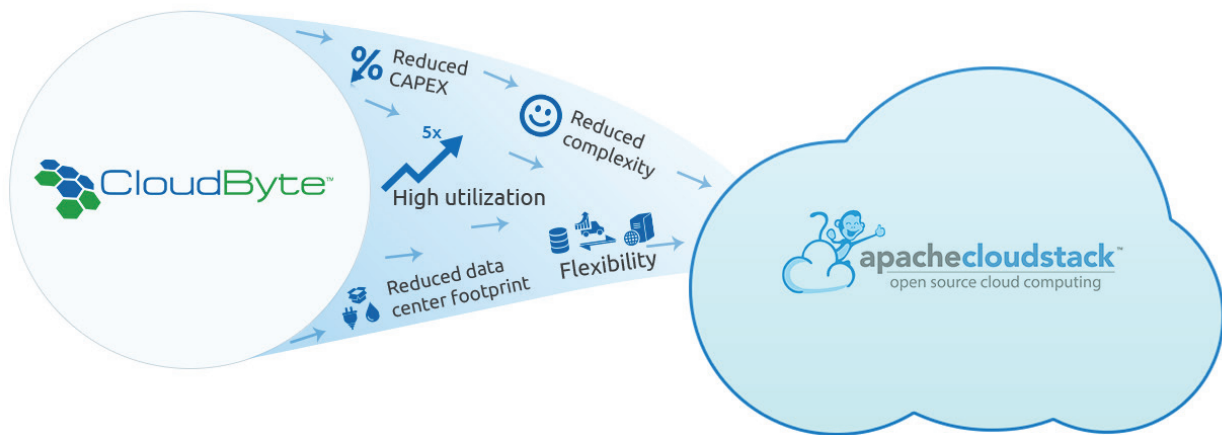 CloudByte™
%
Reduced
CAPEX
Reduced
complexity
5x
High utilization
Flexibility
Reduced data
center footprint
apachecloudstack™
open source cloud computing